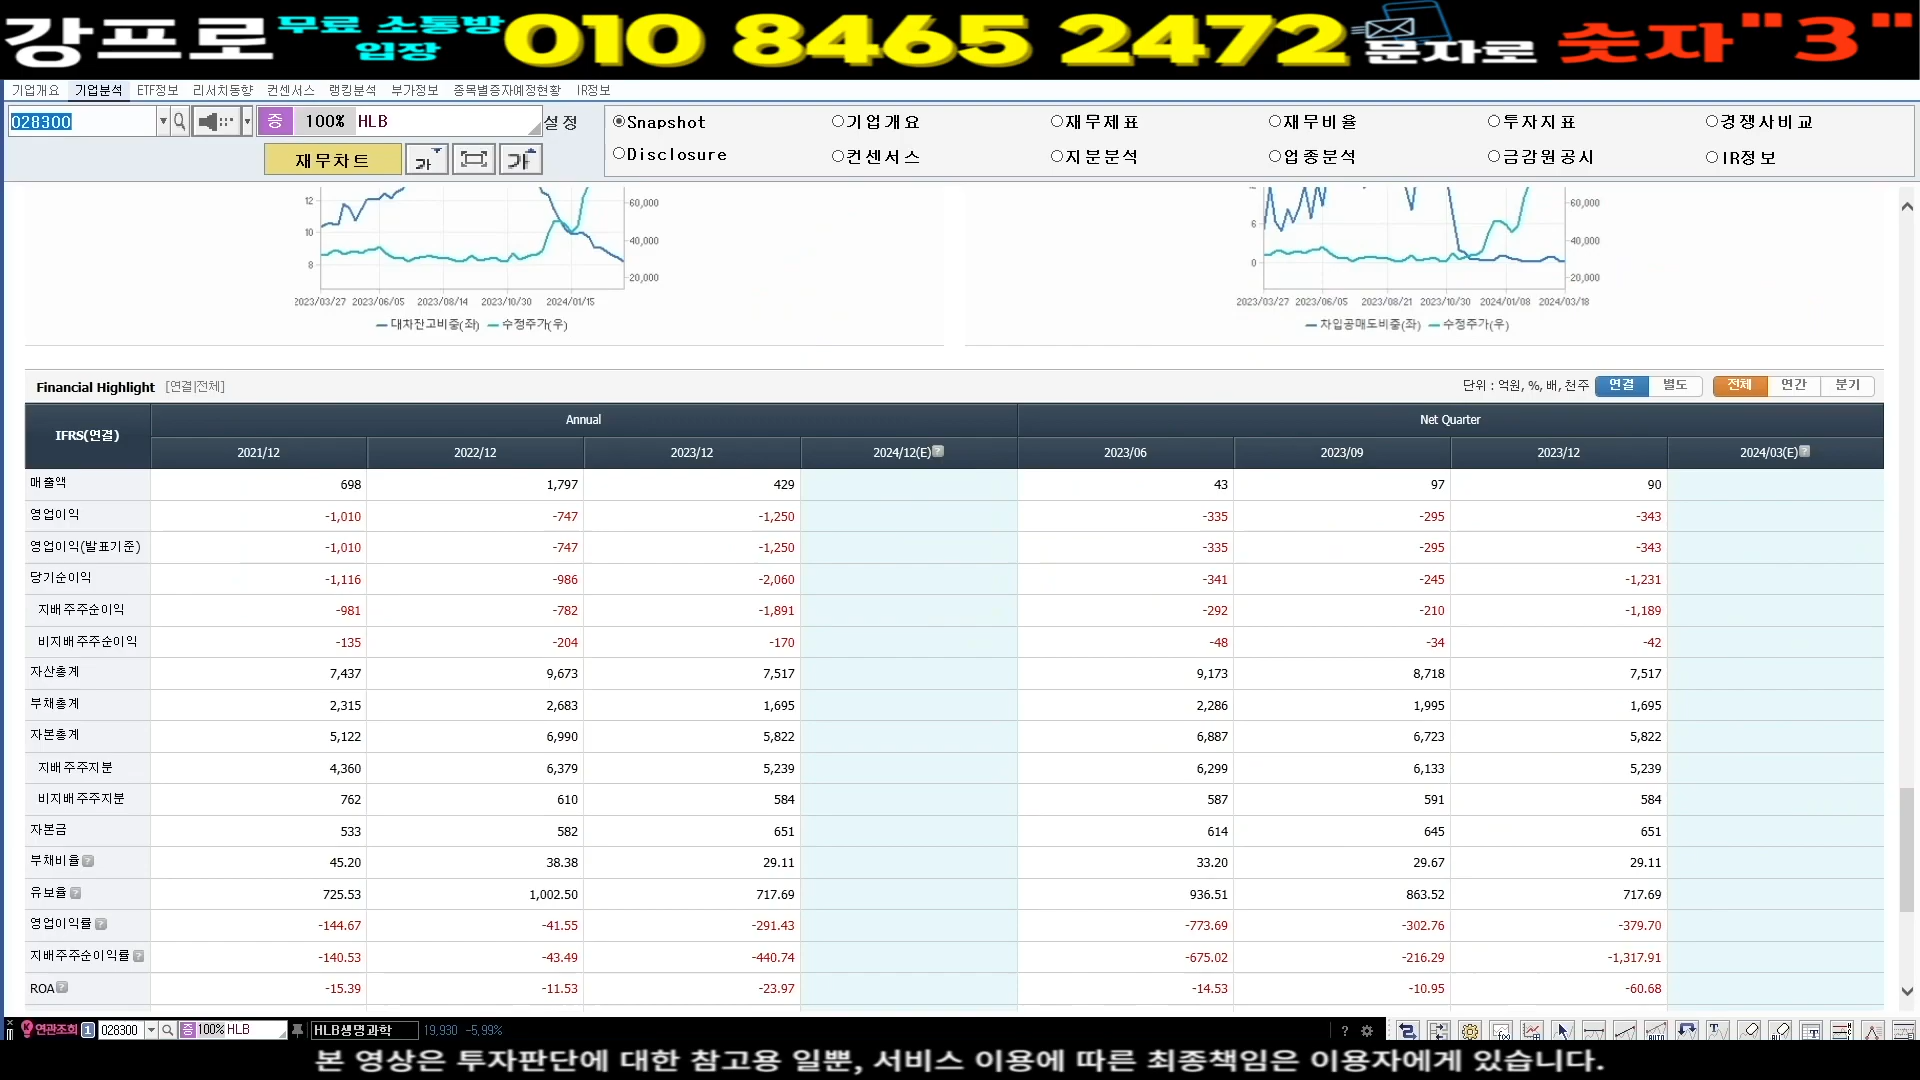 강프로 무료 소통방 입장 010 8465 2472 문자로 숫자"3"
기업개요 기업분석 ETF정보 리서치동향 컨센서스 랭킹분석 부가정보 종목별증자예정현황 IR정보
028300 증 100% HLB 설정
재무차트 가 가
Snapshot 기업개요 재무제표 재무비율 투자지표 경쟁사비교
Disclosure 컨센서스 지분분석 업종분석 금감원공시 IR정보
12 60,000
10 40,000
8 20,000
2023/03/27 2023/06/05 2023/08/14 2023/10/30 2024/01/15
대차잔고비중(좌) 수정주가(우)
60,000
6 40,000
0 20,000
2023/03/27 2023/06/05 2023/08/21 2023/10/30 2024/01/08 2024/03/18
차입공매도비중(좌) 수정주가(우)
Financial Highlight [연결|전체] 단위 : 억원, %, 배, 천주 연결 별도 전체 연간 분기
IFRS(연결) Annual Net Quarter
2021/12 2022/12 2023/12 2024/12(E) 2023/06 2023/09 2023/12 2024/03(E)
매출액 698 1,797 429 43 97 90
영업이익 -1,010 -747 -1,250 -335 -295 -343
영업이익(발표기준) -1,010 -747 -1,250 -335 -295 -343
당기순이익 -1,116 -986 -2,060 -341 -245 -1,231
지배주주순이익 -981 -782 -1,891 -292 -210 -1,189
비지배주주순이익 -135 -204 -170 -48 -34 -42
자산총계 7,437 9,673 7,517 9,173 8,718 7,517
부채총계 2,315 2,683 1,695 2,286 1,995 1,695
자본총계 5,122 6,990 5,822 6,887 6,723 5,822
지배주주지분 4,360 6,379 5,239 6,299 6,133 5,239
비지배주주지분 762 610 584 587 591 584
자본금 533 582 651 614 645 651
부채비율 45.20 38.38 29.11 33.20 29.67 29.11
유보율 725.53 1,002.50 717.69 936.51 863.52 717.69
영업이익률 -144.67 -41.55 -291.43 -773.69 -302.76 -379.70
지배주주순이익률 -140.53 -43.49 -440.74 -675.02 -216.29 -1,317.91
ROA -15.39 -11.53 -23.97 -14.53 -10.95 -60.68
연관조회 1 028300 증 100% HLB HLB생명과학 19,930 -5,99%
본 영상은 투자판단에 대한 참고용 일뿐, 서비스 이용에 따른 최종책임은 이용자에게 있습니다.